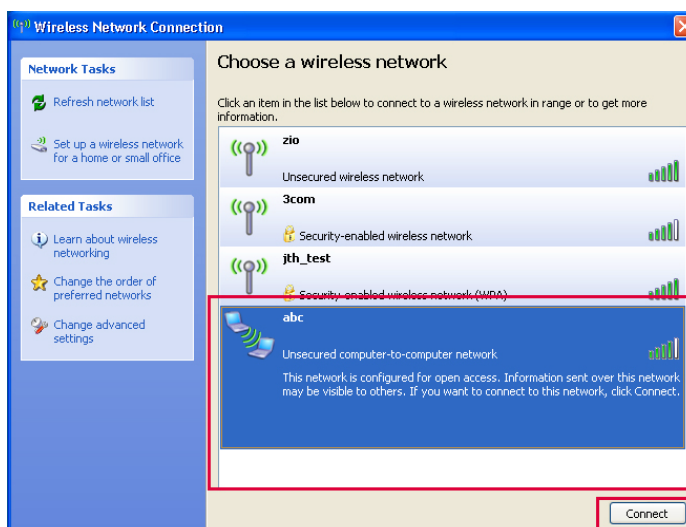 Wireless Network Connection
Network Tasks
Refresh network list
Set up a wireless network
for a home or small office
Related Tasks
Learn about wireless
networking
Change the order of
preferred networks
Change advanced
settings
Choose a wireless network
Click an item in the list below to connect to a wireless network in range or to get more
information.
zio
Unsecured wireless network
3com
Security-enabled wireless network
jth_test
Security-enabled wireless network (WPA)
abc
Unsecured computer-to-computer network
This network is configured for open access. Information sent over this network
may be visible to others. If you want to connect to this network, click Connect.
Connect